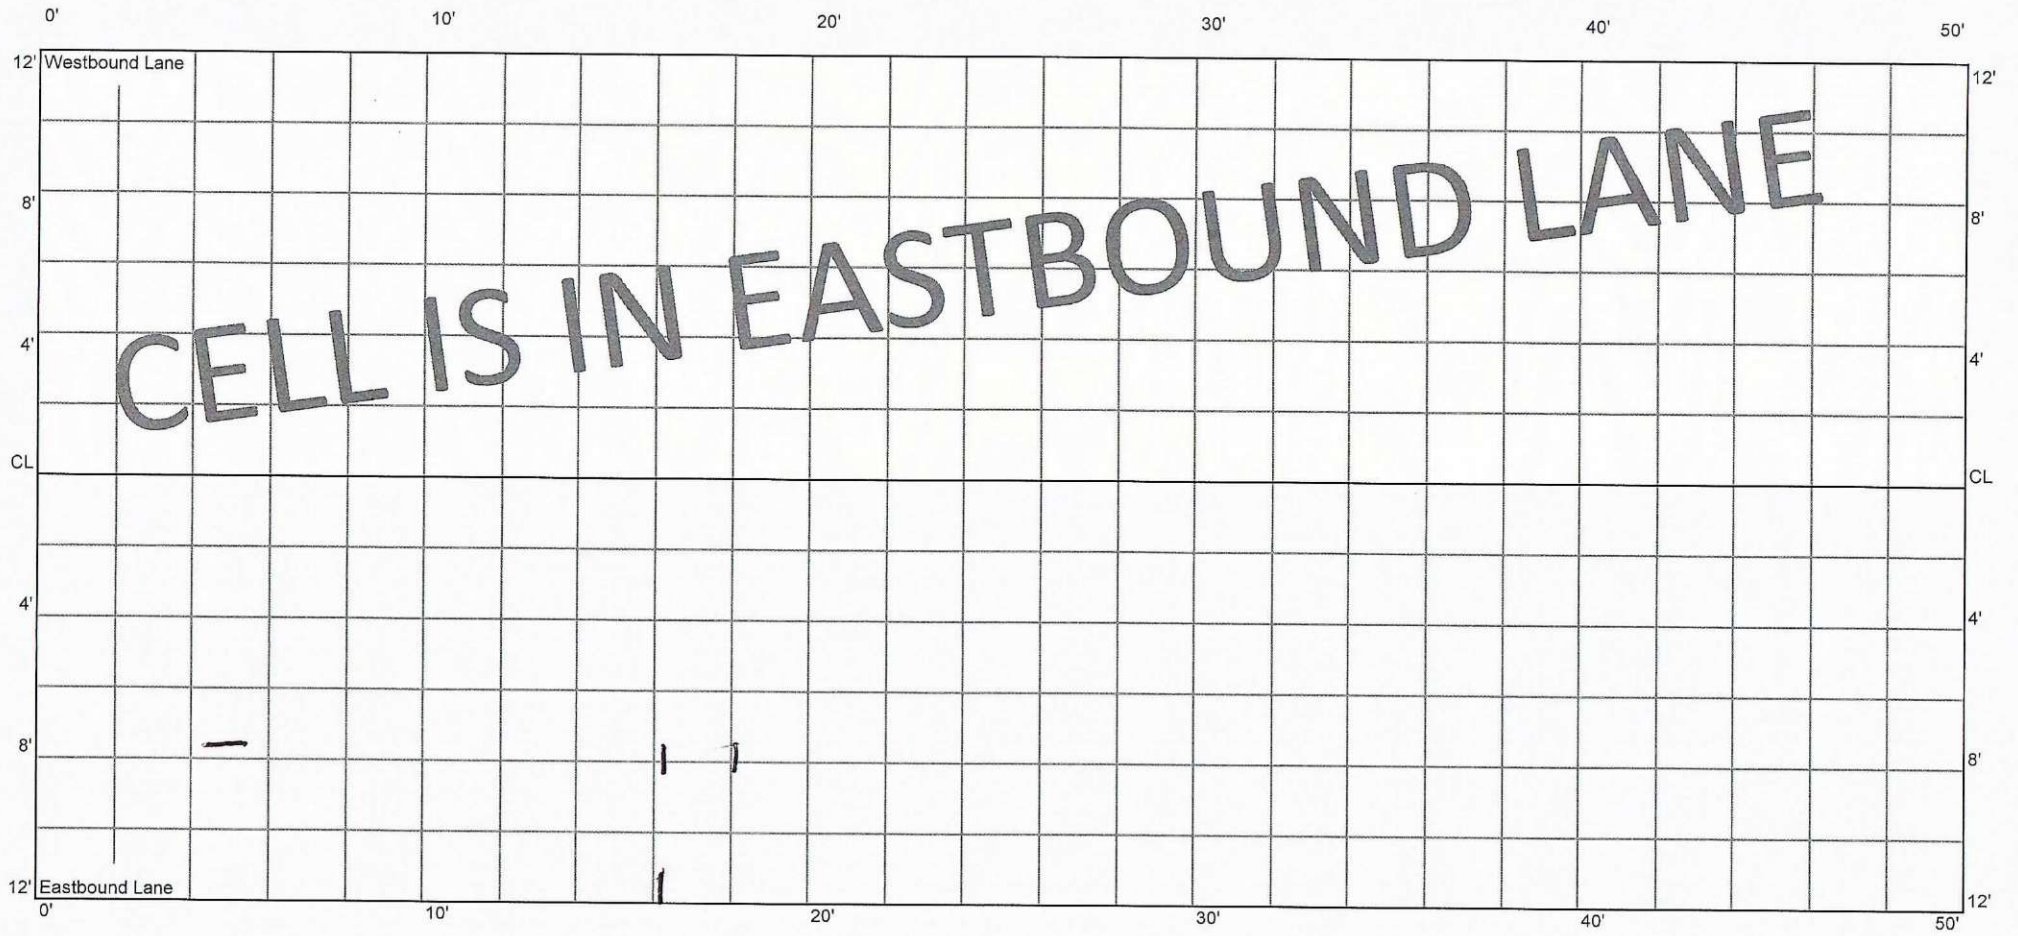 0' 10' 20' 30' 40' 50'
12' Westbound Lane 12'
8' 8'
CELL IS IN EASTBOUND LANE
4' 4'
CL CL
4' 4'
8' 8'
12' Eastbound Lane 12'
0' 10' 20' 30' 40' 50'